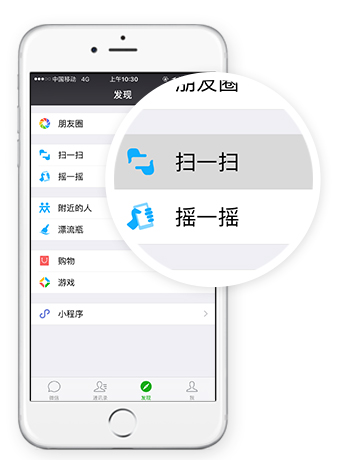 中国移动 4G 上午10:30
发现
朋友圈
扫一扫
摇一摇
附近的人
漂流瓶
购物
游戏
小程序
微信 通讯录 发现 我
朋友圈
扫一扫
摇一摇